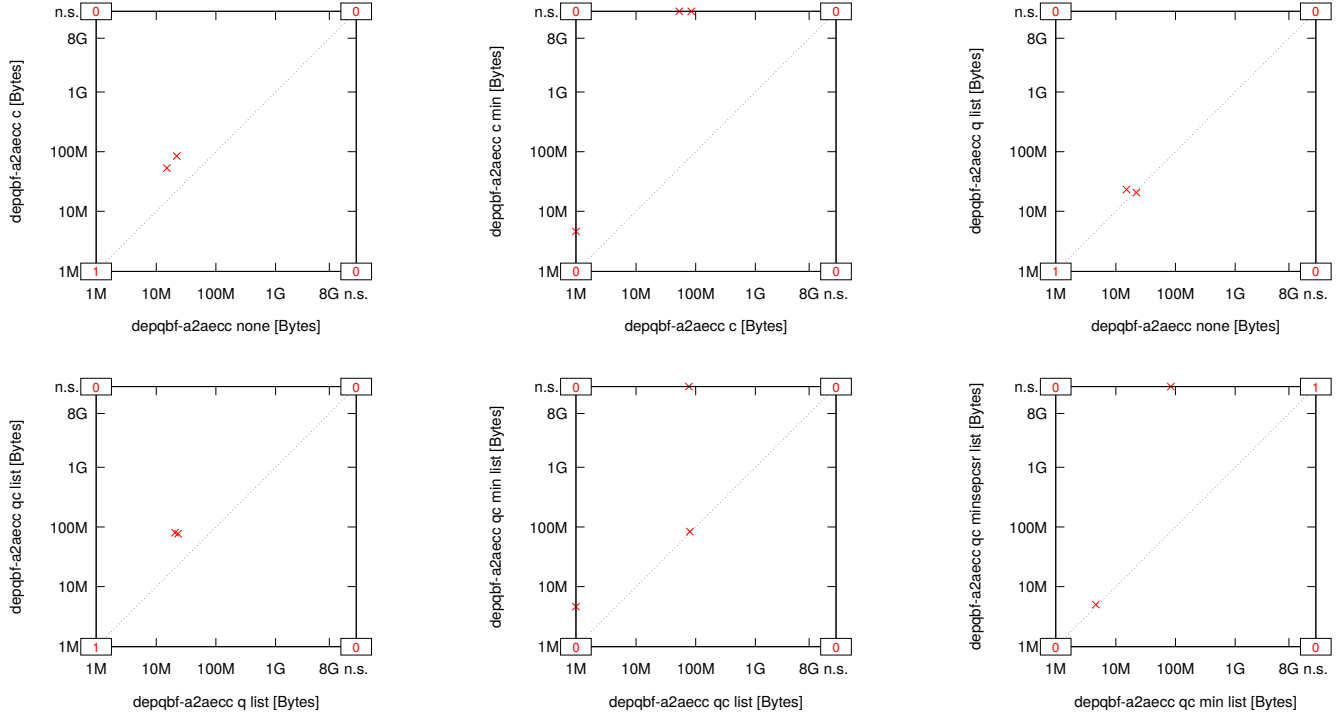 n.s. 0 0
8G
1G
100M
10M
1M 1 0
1M 10M 100M 1G 8G n.s.
depqbf-a2aecc c [Bytes]
depqbf-a2aecc none [Bytes]
n.s. 0 0
8G
1G
100M
10M
1M 0 0
1M 10M 100M 1G 8G n.s.
depqbf-a2aecc c min [Bytes]
depqbf-a2aecc c [Bytes]
n.s. 0 0
8G
1G
100M
10M
1M 1 0
1M 10M 100M 1G 8G n.s.
depqbf-a2aecc q list [Bytes]
depqbf-a2aecc none [Bytes]
n.s. 0 0
8G
1G
100M
10M
1M 1 0
1M 10M 100M 1G 8G n.s.
depqbf-a2aecc qc list [Bytes]
depqbf-a2aecc q list [Bytes]
n.s. 0 0
8G
1G
100M
10M
1M 0 0
1M 10M 100M 1G 8G n.s.
depqbf-a2aecc qc min list [Bytes]
depqbf-a2aecc qc list [Bytes]
n.s. 0 1
8G
1G
100M
10M
1M 0 0
1M 10M 100M 1G 8G n.s.
depqbf-a2aecc qc minsepcsr list [Bytes]
depqbf-a2aecc qc min list [Bytes]